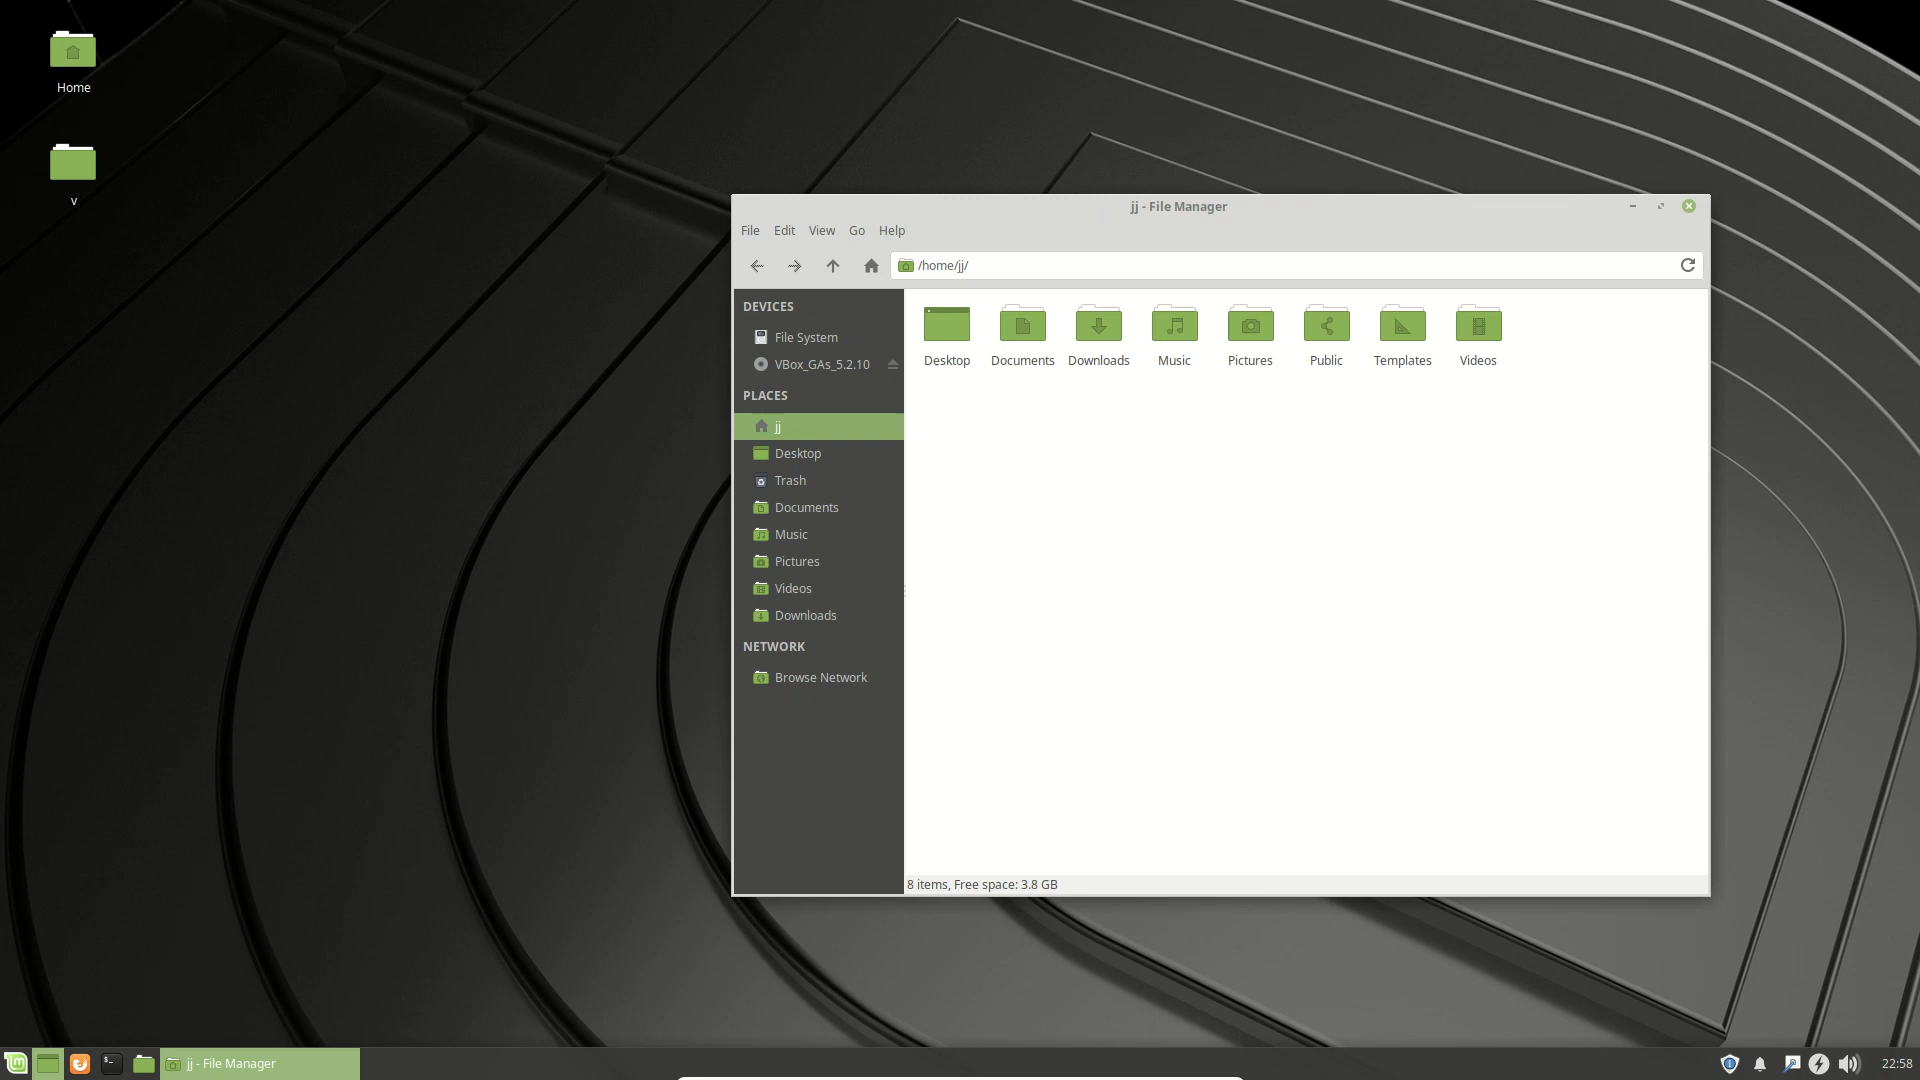 Home
v
jj - File Manager
File Edit View Go Help
/home/jj/
DEVICES
File System
VBox_GAs_5.2.10
PLACES
jj
Desktop
Trash
Documents
Music
Pictures
Videos
Downloads
NETWORK
Browse Network
Desktop Documents Downloads Music Pictures Public Templates Videos
8 items, Free space: 3.8 GB
jj - File Manager
22:58